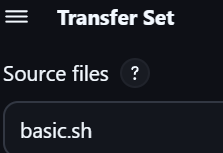 Transfer Set
Source files ?
basic.sh